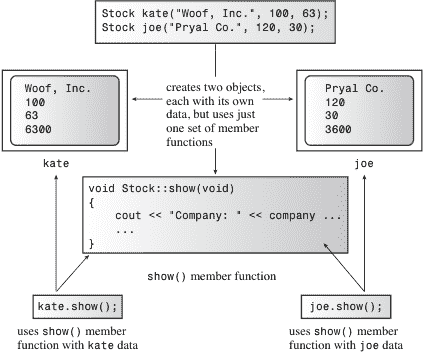 Stock kate("Woof, Inc.", 100, 63);
Stock joe("Pryal Co.", 120, 30);
Woof, Inc.
100
63
6300
kate
creates two objects,
each with its own
data, but uses just
one set of member
functions
Pryal Co.
120
30
3600
joe
void Stock::show(void)
{
cout << "Company: " << company ...
...
}
show() member function
kate.show();
uses show() member
function with kate data
joe.show();
uses show() member
function with joe data